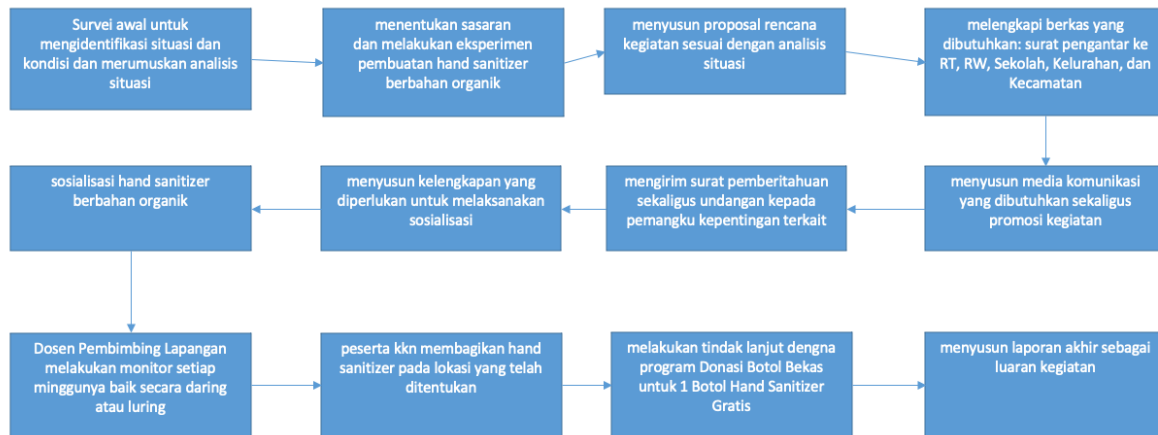 Survei awal untuk
mengidentifikasi situasi dan
kondisi dan merumuskan analisis
situasi
menentukan sasaran
dan melakukan eksperimen
pembuatan hand sanitizer
berbahan organik
menyusun proposal rencana
kegiatan sesuai dengan analisis
situasi
melengkapi berkas yang
dibutuhkan: surat pengantar ke
RT, RW, Sekolah, Kelurahan, dan
Kecamatan
menyusun media komunikasi
yang dibutuhkan sekaligus
promosi kegiatan
mengirim surat pemberitahuan
sekaligus undangan kepada
pemangku kepentingan terkait
menyusun kelengkapan yang
diperlukan untuk melaksanakan
sosialisasi
sosialisasi hand sanitizer
berbahan organik
Dosen Pembimbing Lapangan
melakukan monitor setiap
minggunya baik secara daring
atau luring
peserta kkn membagikan hand
sanitizer pada lokasi yang telah
ditentukan
melakukan tindak lanjut dengna
program Donasi Botol Bekas
untuk 1 Botol Hand Sanitizer
Gratis
menyusun laporan akhir sebagai
luaran kegiatan